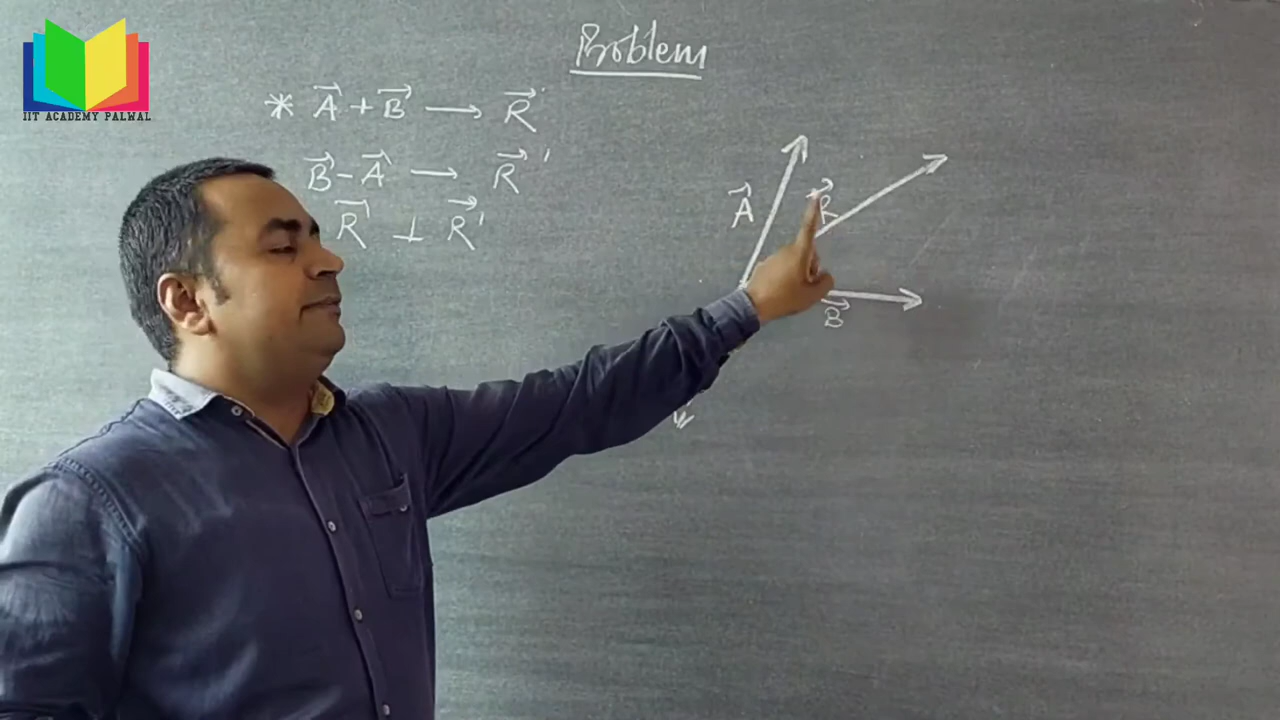 IIT ACADEMY PALWAL
Problem
* A⃗ + B⃗ → R⃗
B⃗ - A⃗ → R⃗'
R⃗ ⊥ R⃗'
A⃗
R⃗
B⃗